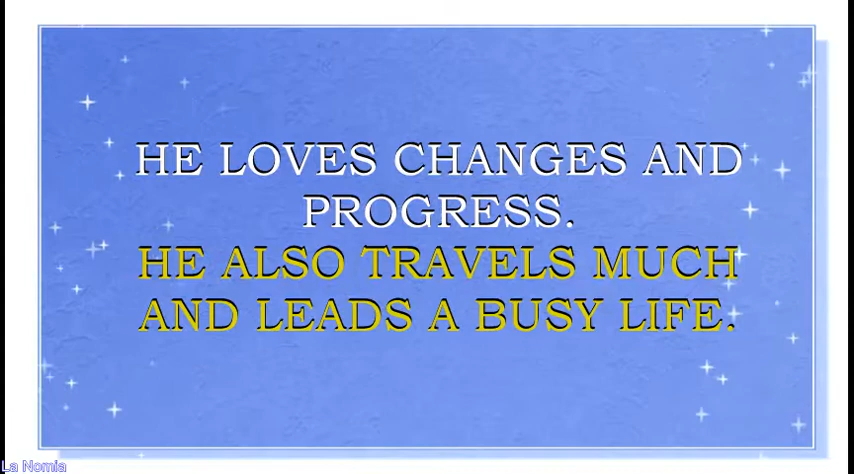 HE LOVES CHANGES AND
PROGRESS.
HE ALSO TRAVELS MUCH
AND LEADS A BUSY LIFE.
La Nomia